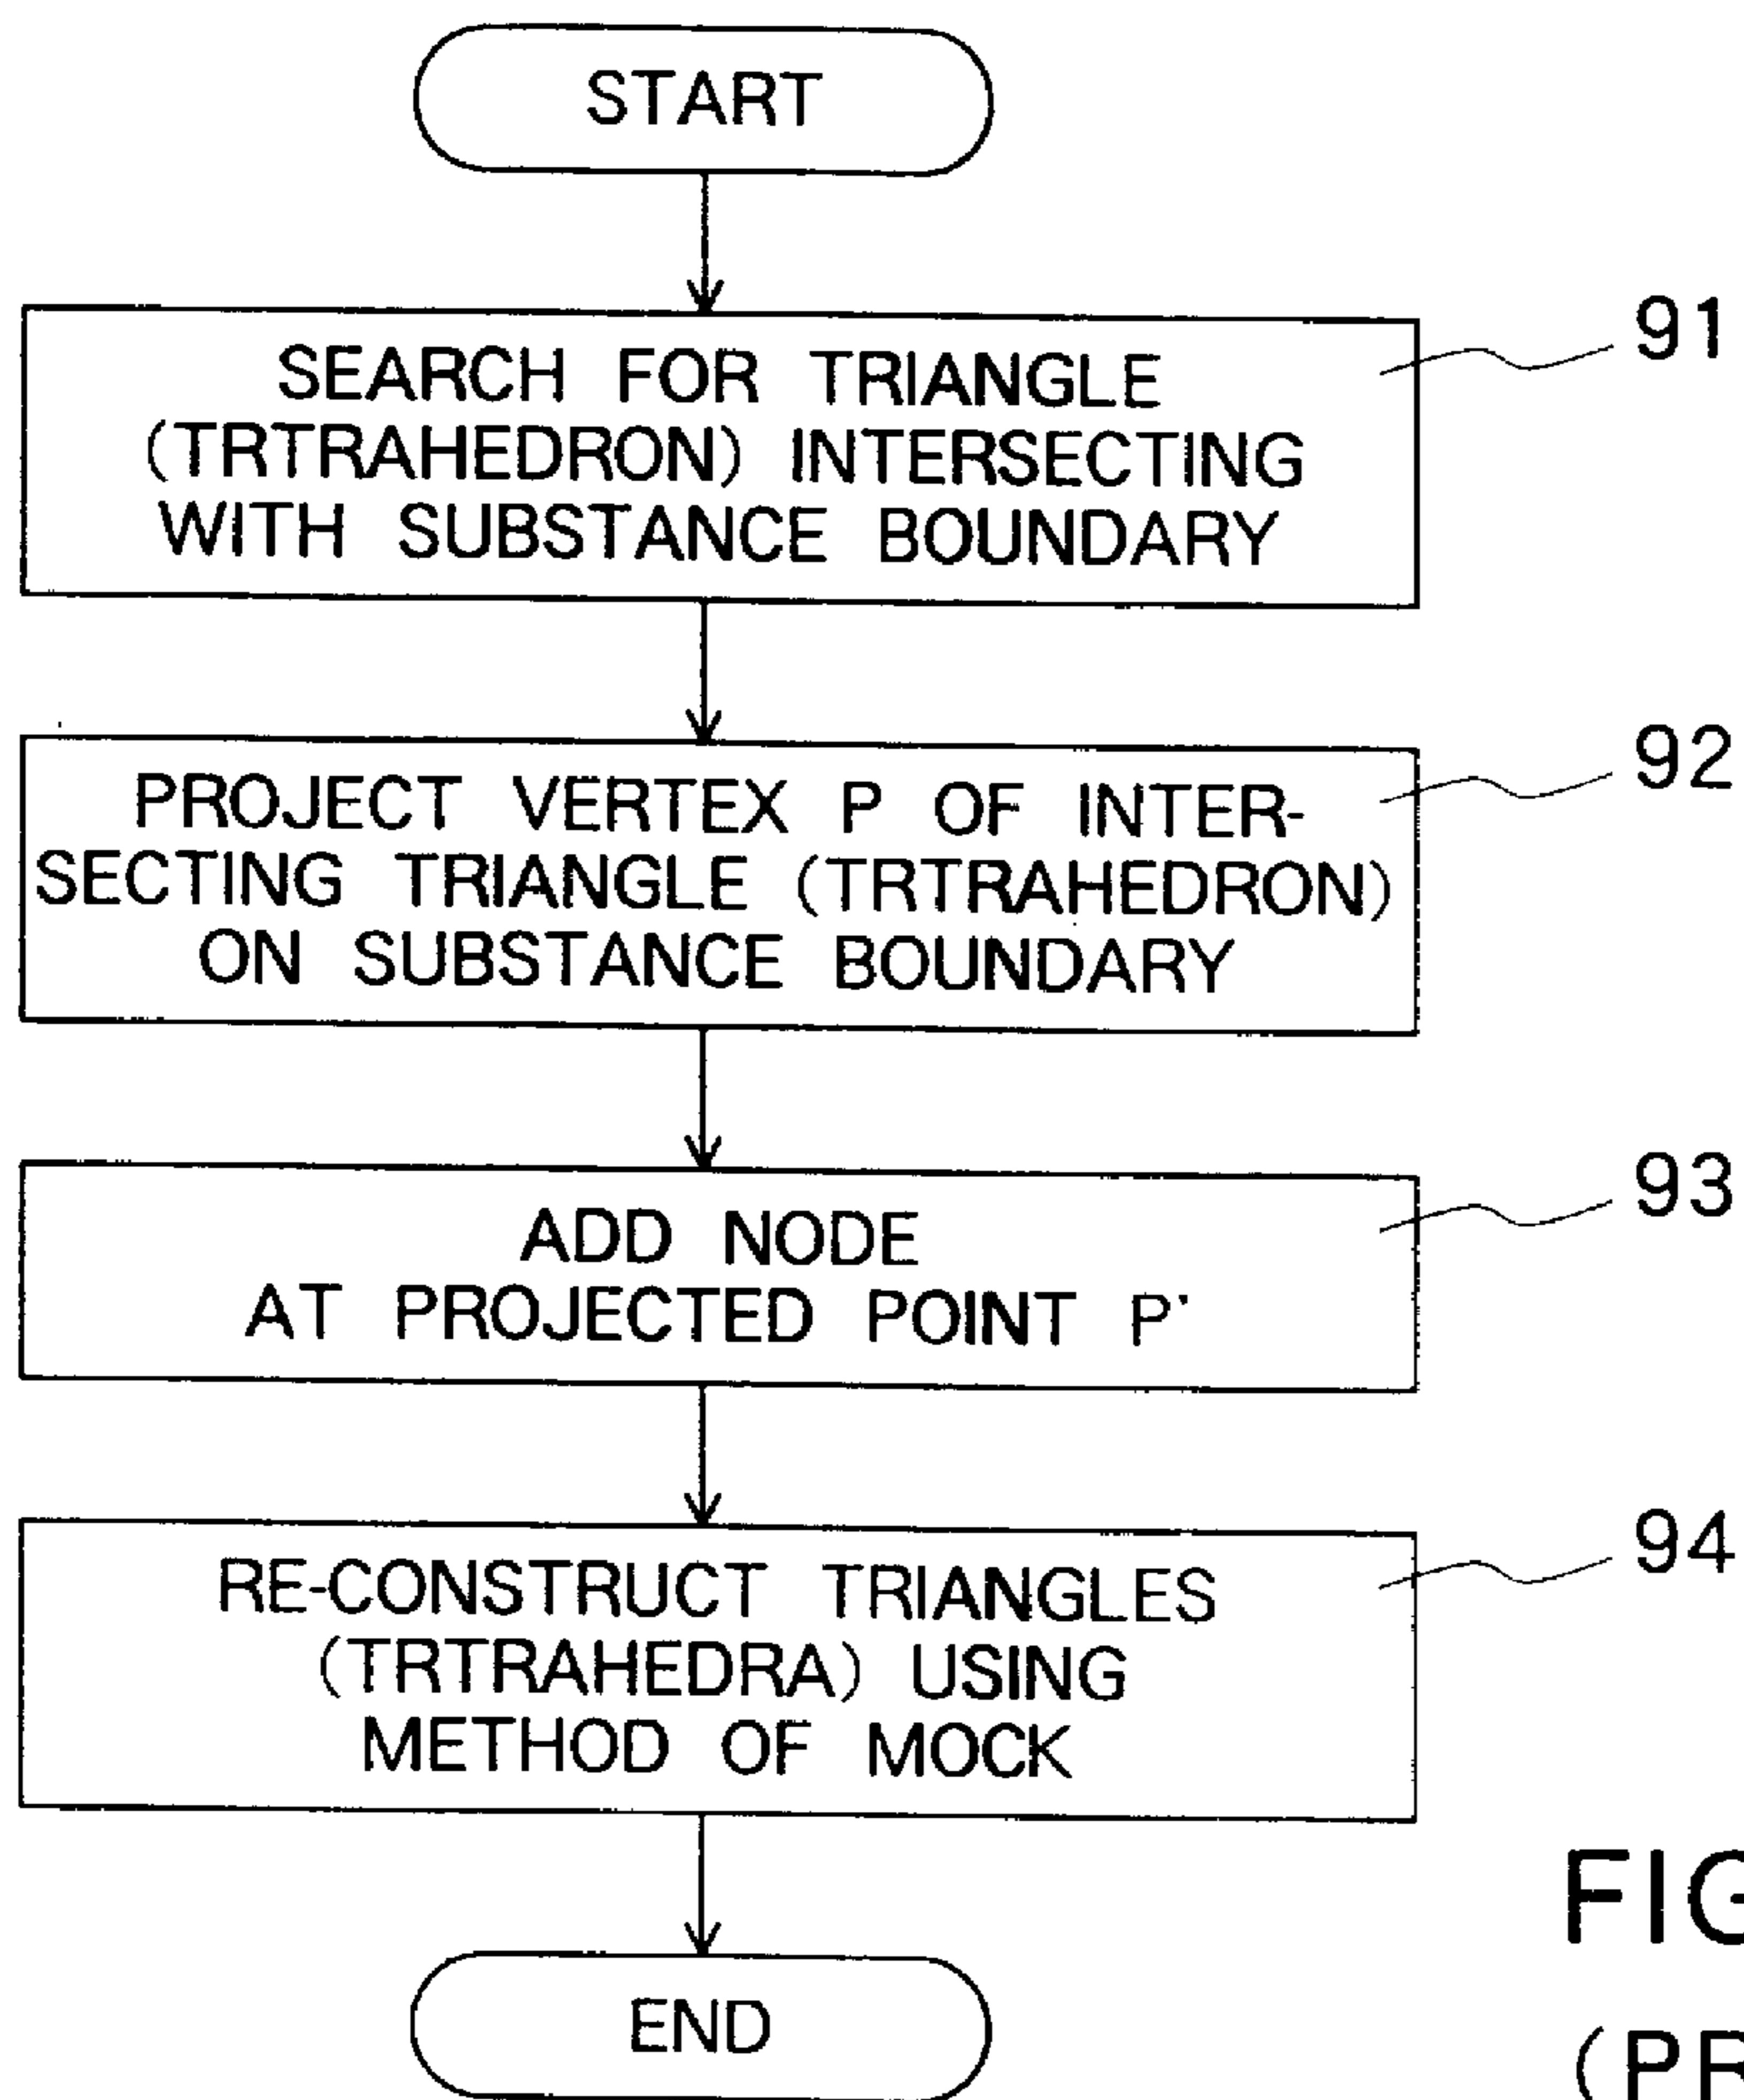 START
SEARCH FOR TRIANGLE
(TRTRAHEDRON) INTERSECTING
WITH SUBSTANCE BOUNDARY
91
PROJECT VERTEX P OF INTER-
SECTING TRIANGLE (TRTRAHEDRON)
ON SUBSTANCE BOUNDARY
92
ADD NODE
AT PROJECTED POINT P'
93
RE-CONSTRUCT TRIANGLES
(TRTRAHEDRA) USING
METHOD OF MOCK
94
END